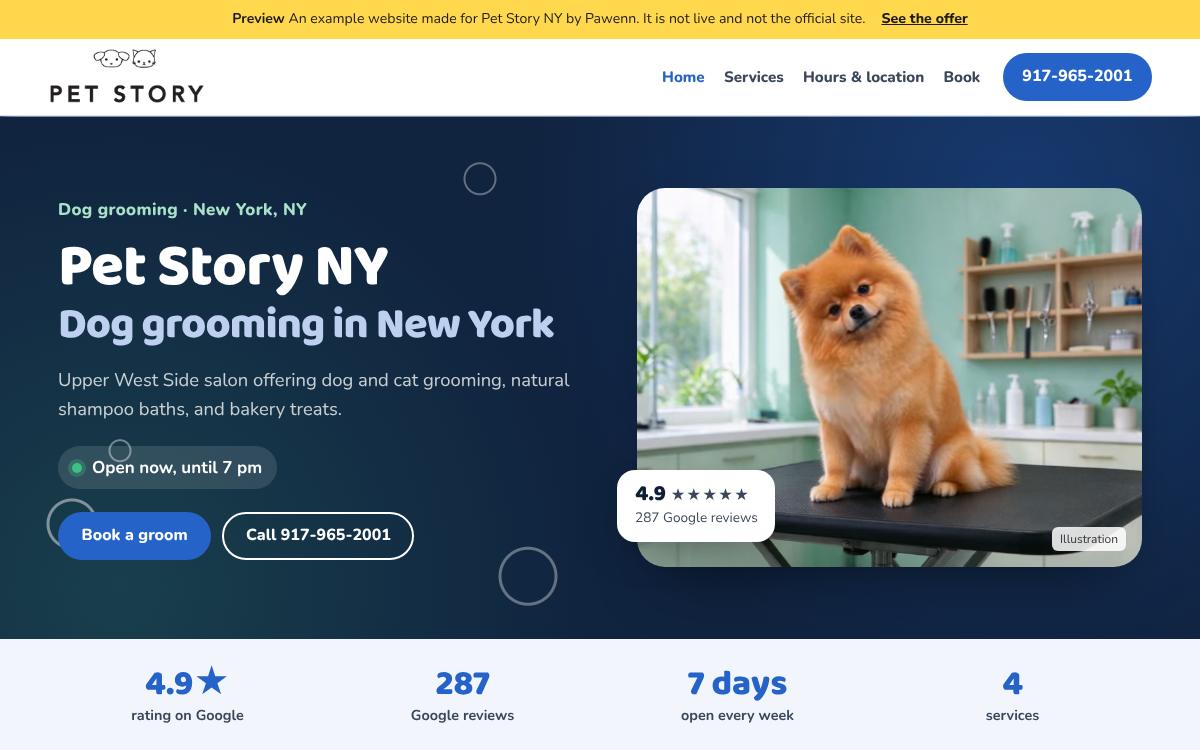 Preview An example website made for Pet Story NY by Pawenn. It is not live and not the official site. See the offer
PET STORY
Home Services Hours & location Book 917-965-2001
Dog grooming · New York, NY
Pet Story NY
Dog grooming in New York
Upper West Side salon offering dog and cat grooming, natural
shampoo baths, and bakery treats.
Open now, until 7 pm
Book a groom Call 917-965-2001
4.9 ★★★★★
287 Google reviews
Illustration
4.9★ 287 7 days 4
rating on Google Google reviews open every week services